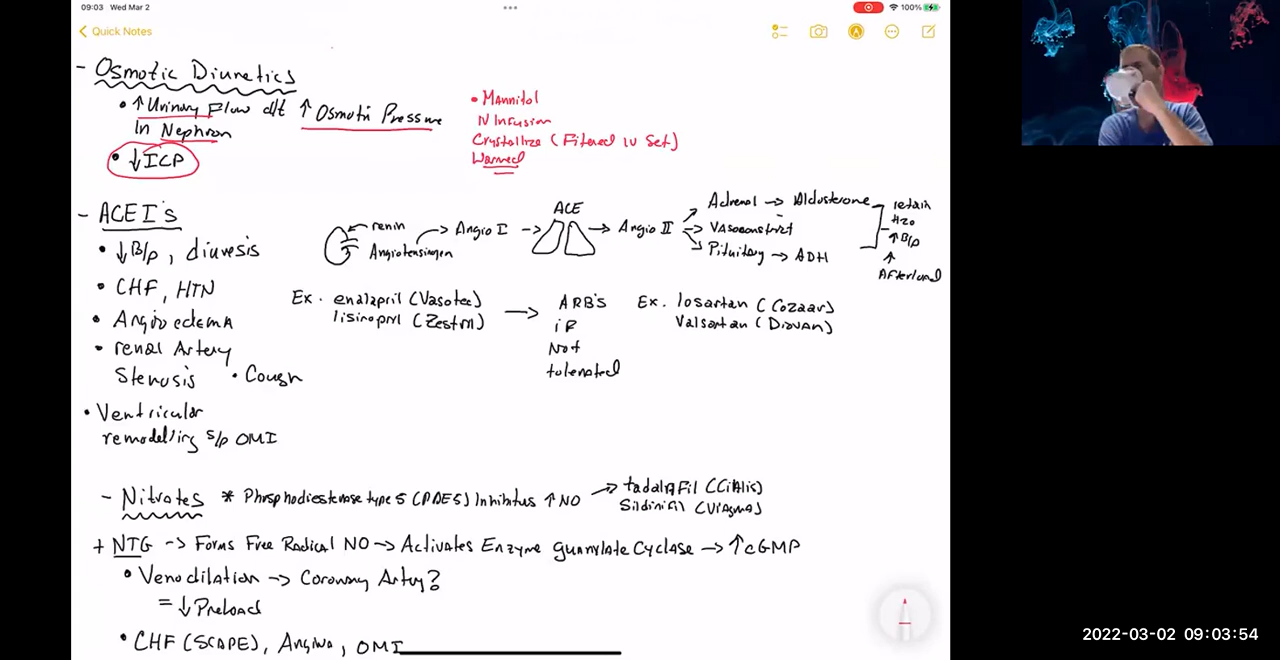 09:03 Wed Mar 2
100%
Quick Notes
- Osmotic Diuretics
• ↑ Urinary Flow d/t ↑ Osmotic Pressure
In Nephron
• ↓ ICP
• Mannitol
IV Infusion
Crystallize (Filtered IV Set)
Warmed
- ACEI's
• ↓B/p, diuresis
• CHF, HTN
• Angioedema
• renal Artery
Stenosis • Cough
• Ventricular
remodelling s/p OMI
renin
Angiotensinogen
→ Angio I →
ACE
→ Angio II
Adrenal → Aldosterone
→ Vasoconstrict
Pituitary → ADH
retain
H2O
↑ B/p
↑
Afterload
Ex. enalapril (Vasotec)
lisinopril (Zestril)
→ ARB's
if
Not
tolerated
Ex. losartan (Cozaar)
Valsartan (Diovan)
- Nitrates * Phosphodiesterase type 5 (PDE5) Inhibitors ↑ NO → tadalafil (Cialis)
Sildinifil (Viagra)
+ NTG → Forms Free Radical NO → Activates Enzyme guanylate Cyclase → ↑ cGMP
• Venodilation → Coronary Artery?
= ↓ Preload
• CHF (SCAPE), Angina, OMI
2022-03-02 09:03:54